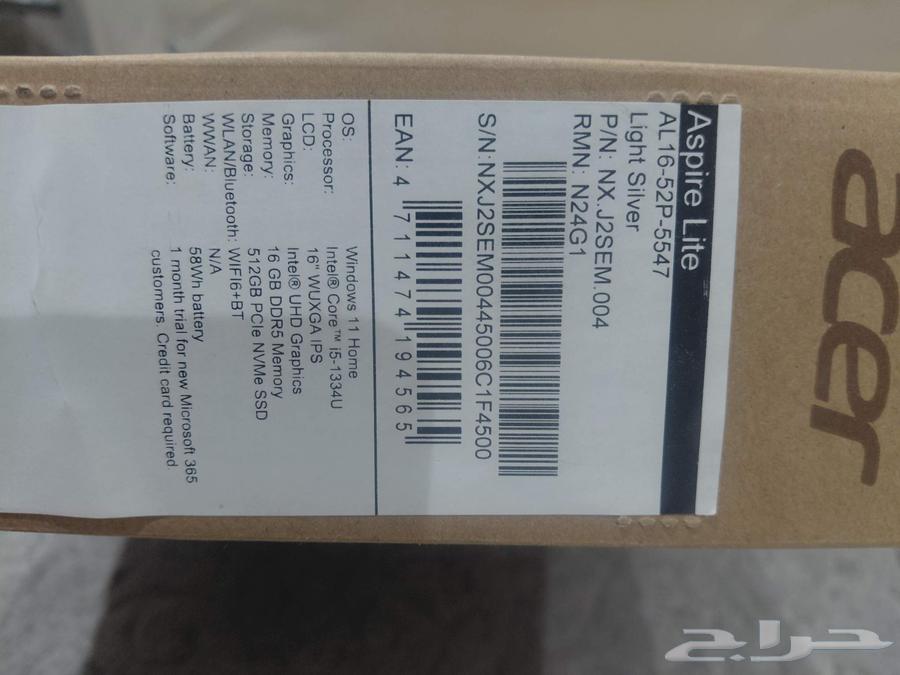 acer
Aspire Lite
AL16-52P-5547
Light Silver
P/N: NX.J2SEM.004
RMN: N24G1
S/N:NXJ2SEM00445006C1F4500
EAN: 4 711474 194565
OS: Windows 11 Home
Processor: Intel® Core™ i5-1334U
LCD: 16" WUXGA IPS
Graphics: Intel® UHD Graphics
Memory: 16 GB DDR5 Memory
Storage: 512GB PCIe NVMe SSD
WLAN/Bluetooth: WIFI6+BT
WWAN: N/A
Battery: 58Wh battery
Software: 1 month trial for new Microsoft 365
customers. Credit card required
حراج